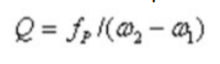 Q = f_P /(ω₂ − ω₁)